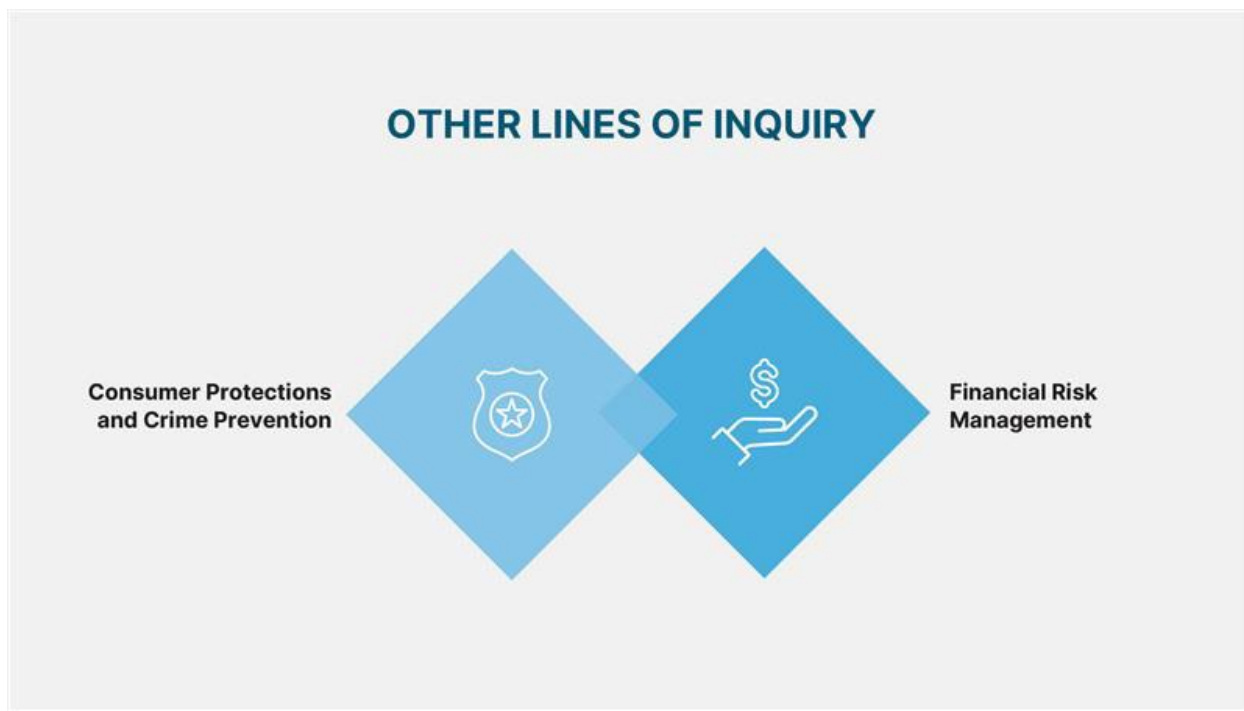 OTHER LINES OF INQUIRY
Consumer Protections
and Crime Prevention
$
Financial Risk
Management